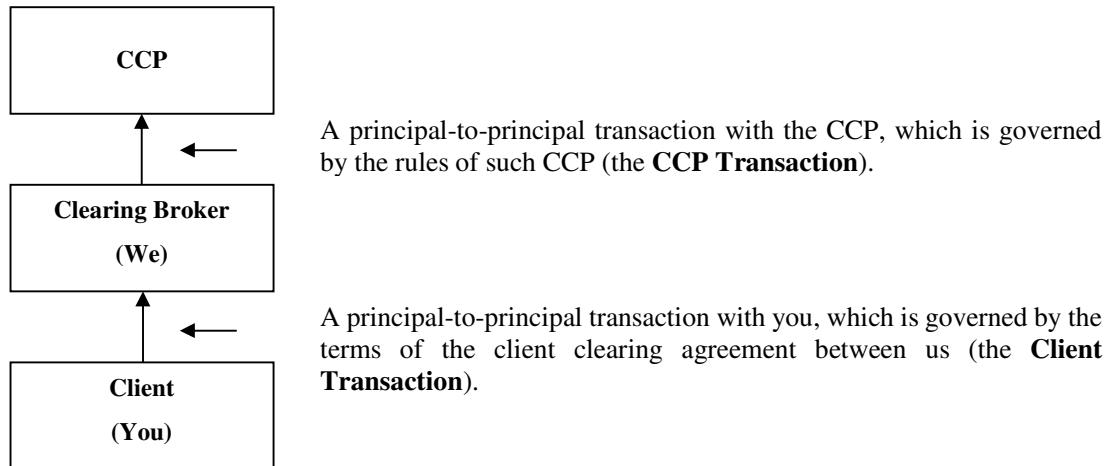 CCP
A principal-to-principal transaction with the CCP, which is governed
by the rules of such CCP (the CCP Transaction).
Clearing Broker
(We)
A principal-to-principal transaction with you, which is governed by the
terms of the client clearing agreement between us (the Client
Transaction).
Client
(You)